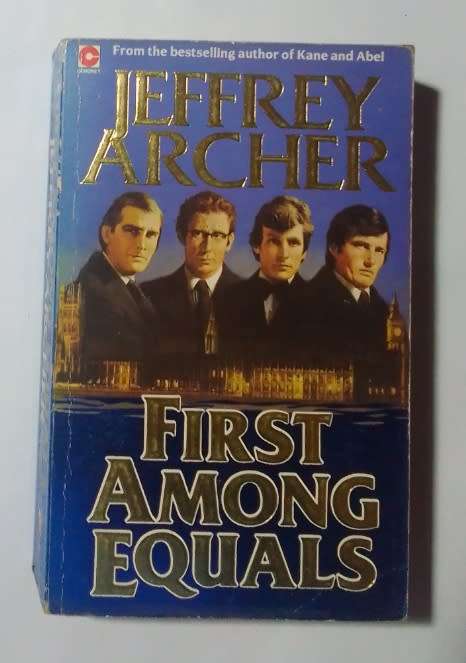 From the bestselling author of Kane and Abel
JEFFREY
ARCHER
FIRST
AMONG
EQUALS